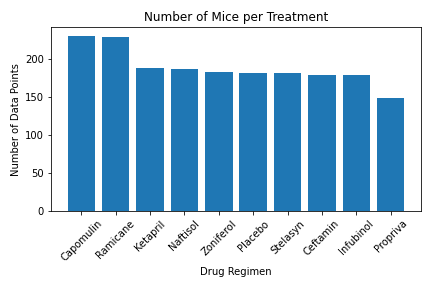 Number of Mice per Treatment
Number of Data Points
200
150
100
50
0
Capomulin
Ramicane
Ketapril
Naftisol
Zoniferol
Placebo
Stelasyn
Ceftamin
Infubinol
Propriva
Drug Regimen